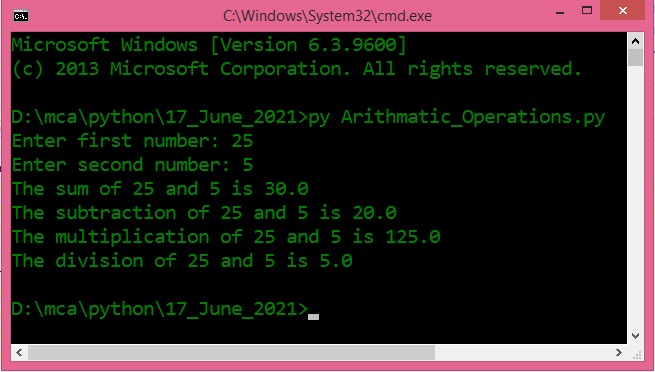 C:\Windows\System32\cmd.exe
Microsoft Windows [Version 6.3.9600]
(c) 2013 Microsoft Corporation. All rights reserved.
D:\mca\python\17_June_2021>py Arithmatic_Operations.py
Enter first number: 25
Enter second number: 5
The sum of 25 and 5 is 30.0
The subtraction of 25 and 5 is 20.0
The multiplication of 25 and 5 is 125.0
The division of 25 and 5 is 5.0
D:\mca\python\17_June_2021>